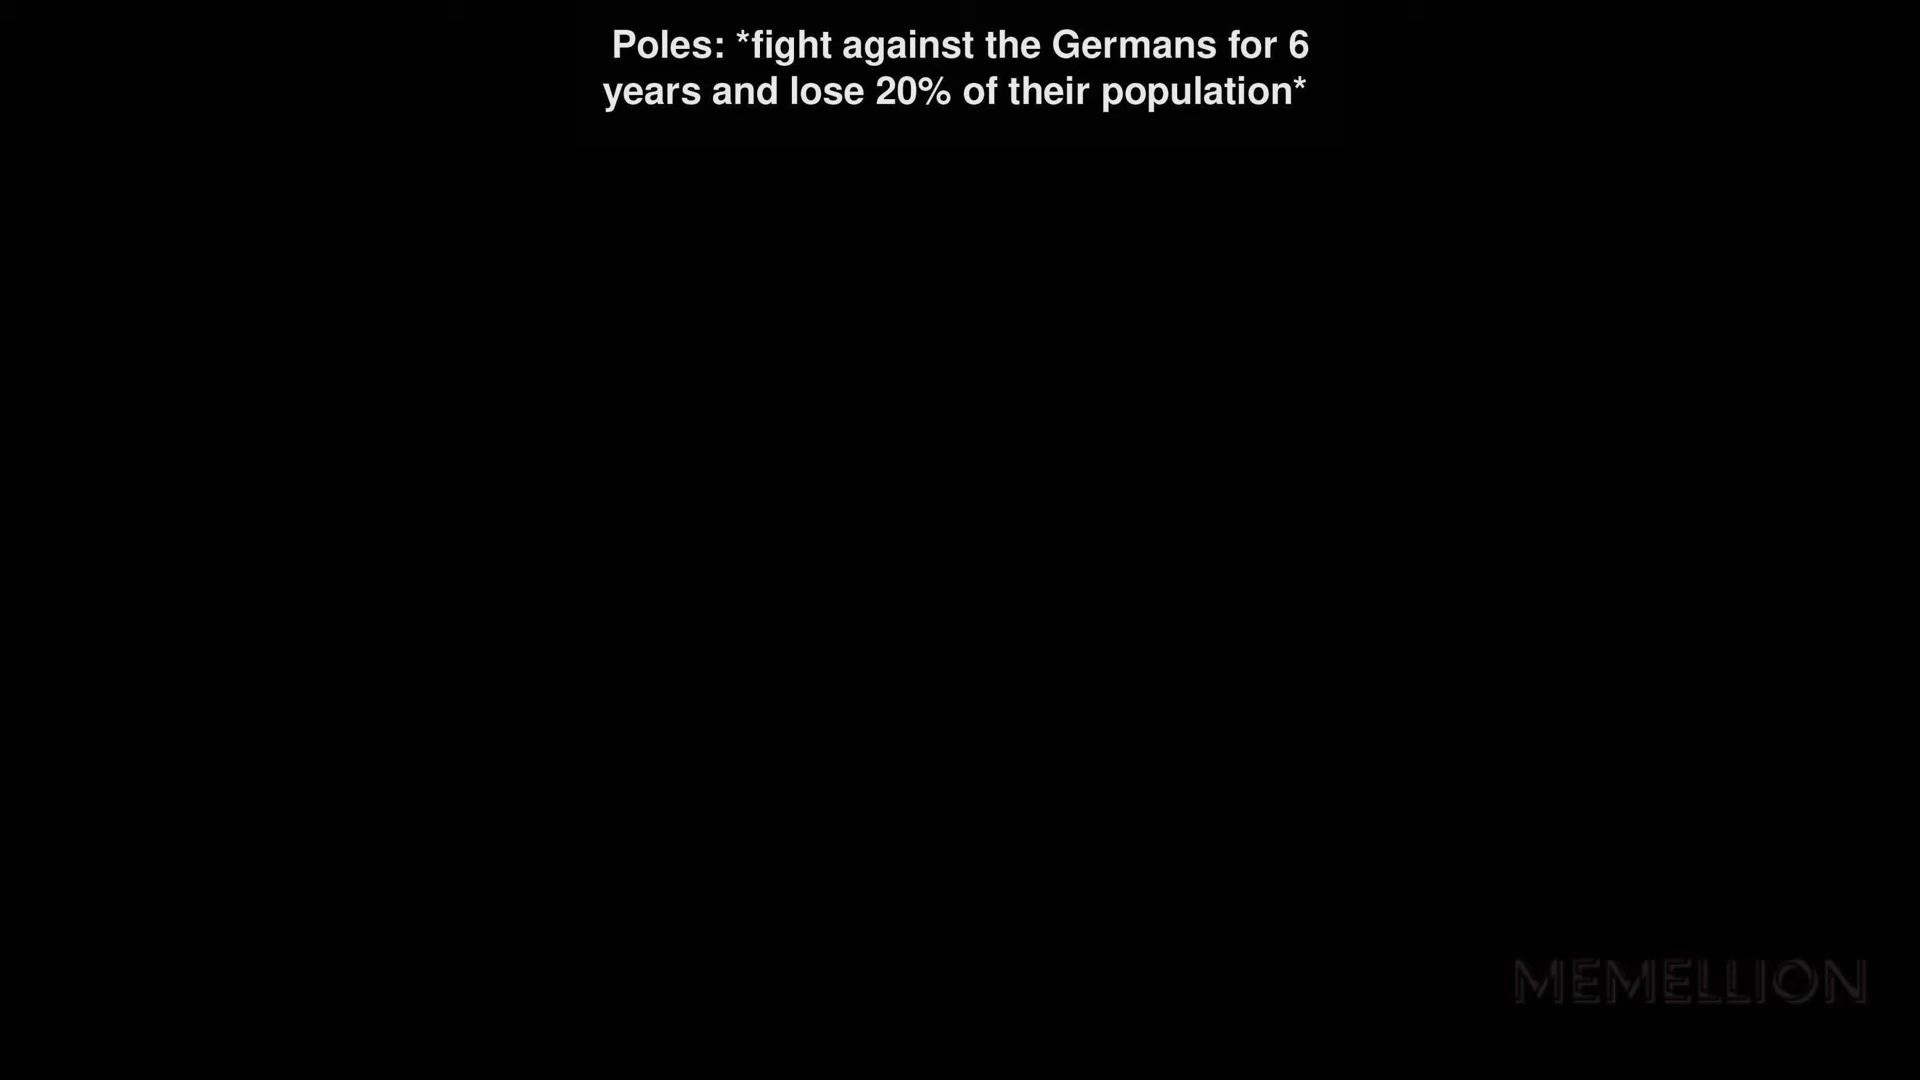 Poles: *fight against the Germans for 6
years and lose 20% of their population*
MEMELLION